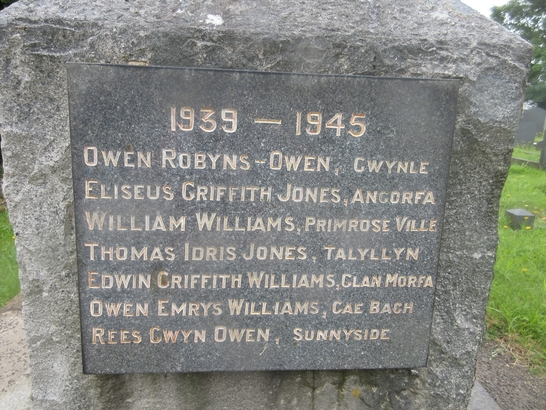 1939 — 1945
OWEN ROBYNS-OWEN, GWYNLE
ELISEUS GRIFFITH JONES, ANGORFA
WILLIAM WILLIAMS, PRIMROSE VILLE
THOMAS IDRIS JONES, TALYLLYN
EDWIN GRIFFITH WILLIAMS, GLAN MORFA
OWEN EMRYS WILLIAMS, CAE BACH
REES GWYN OWEN, SUNNYSIDE